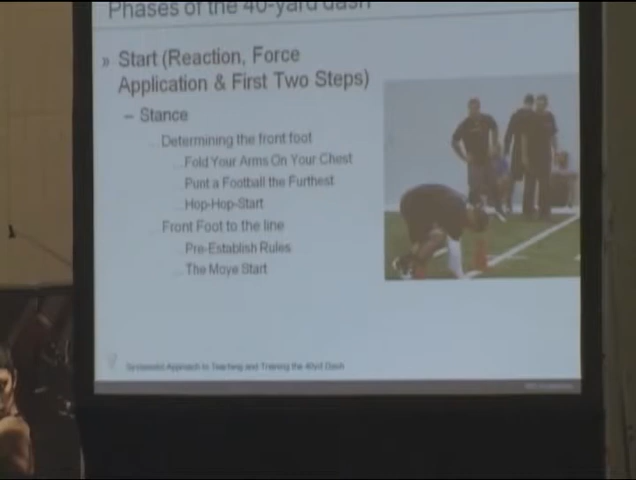 Phases of the 40-yard dash
» Start (Reaction, Force
Application & First Two Steps)
– Stance
Determining the front foot
Fold Your Arms On Your Chest
Punt a Football the Furthest
Hop-Hop-Start
Front Foot to the line
Pre-Establish Rules
The Moye Start
Systematic Approach to Teaching and Training the 40yd Dash